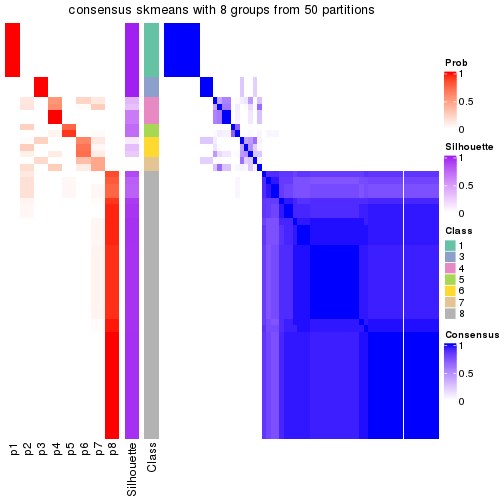 consensus skmeans with 8 groups from 50 partitions
Prob
1
0.5
0
Silhouette
1
0.5
0
Class
1
3
4
5
6
7
8
Consensus
1
0.5
0
p1
p2
p3
p4
p5
p6
p7
p8
Silhouette
Class